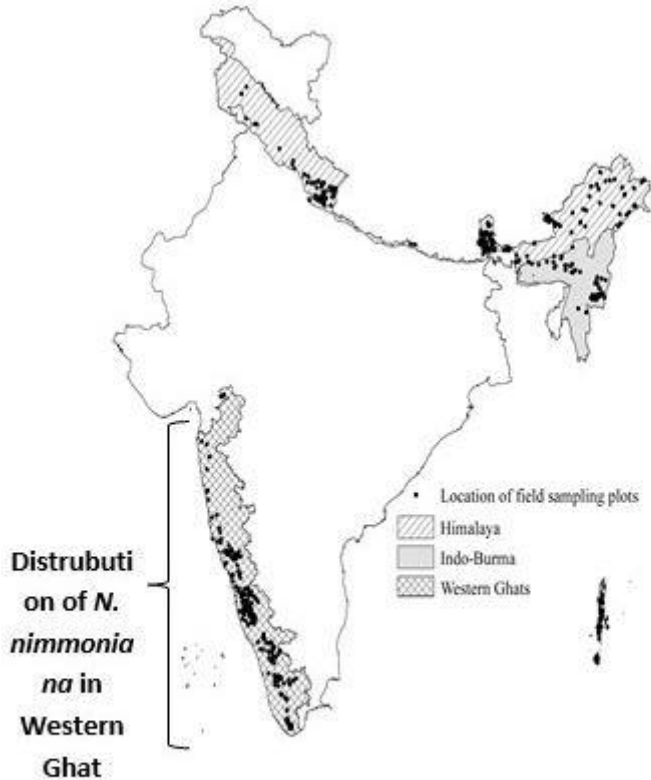 Location of field sampling plots
Himalaya
Indo-Burma
Western Ghats
Distrubuti
on of N.
nimmonia
na in
Western
Ghat